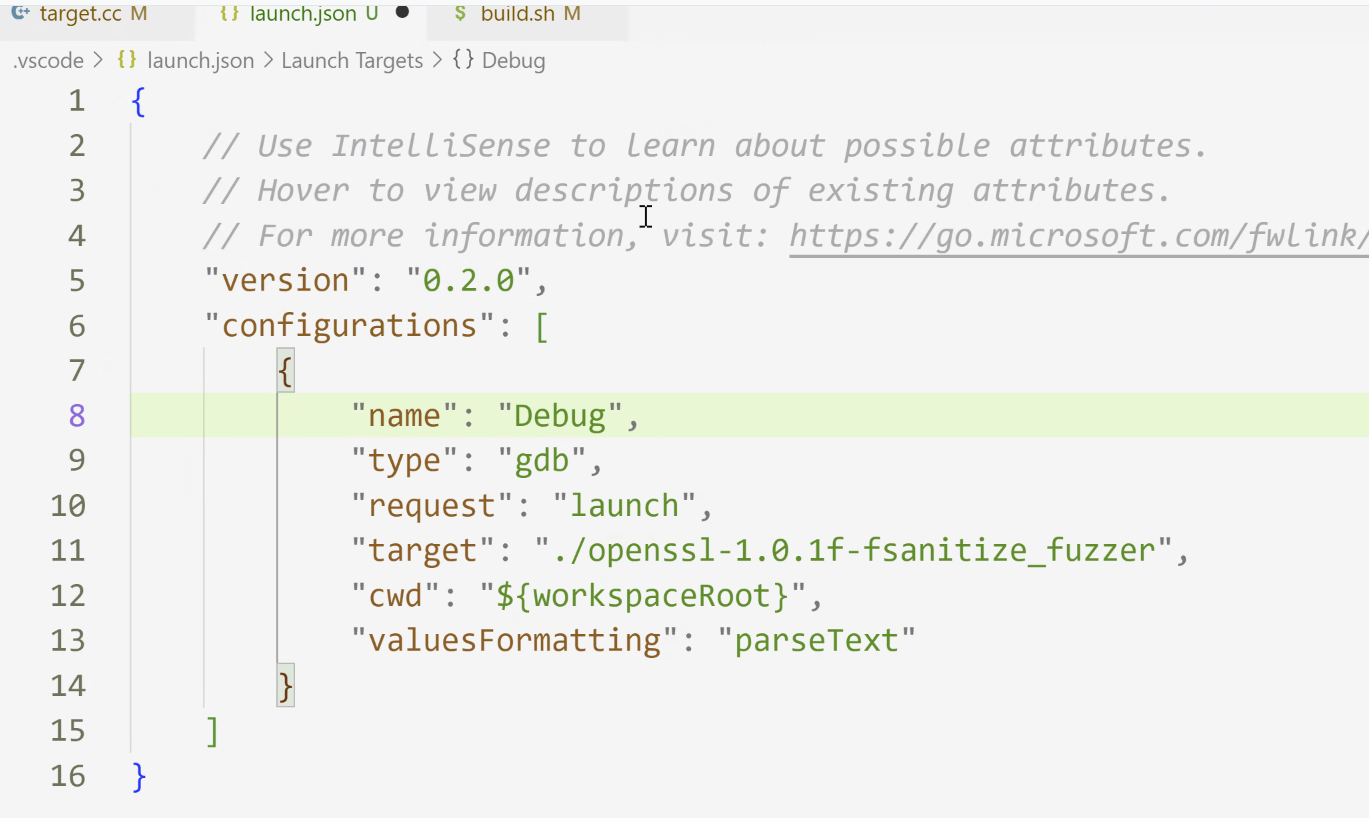 target.cc M {} launch.json U $ build.sh M
.vscode > {} launch.json > Launch Targets > {} Debug
1 {
2 // Use IntelliSense to learn about possible attributes.
3 // Hover to view descriptions of existing attributes.
4 // For more information, visit: https://go.microsoft.com/fwlink/
5 "version": "0.2.0",
6 "configurations": [
7 {
8 "name": "Debug",
9 "type": "gdb",
10 "request": "launch",
11 "target": "./openssl-1.0.1f-fsanitize_fuzzer",
12 "cwd": "${workspaceRoot}",
13 "valuesFormatting": "parseText"
14 }
15 ]
16 }